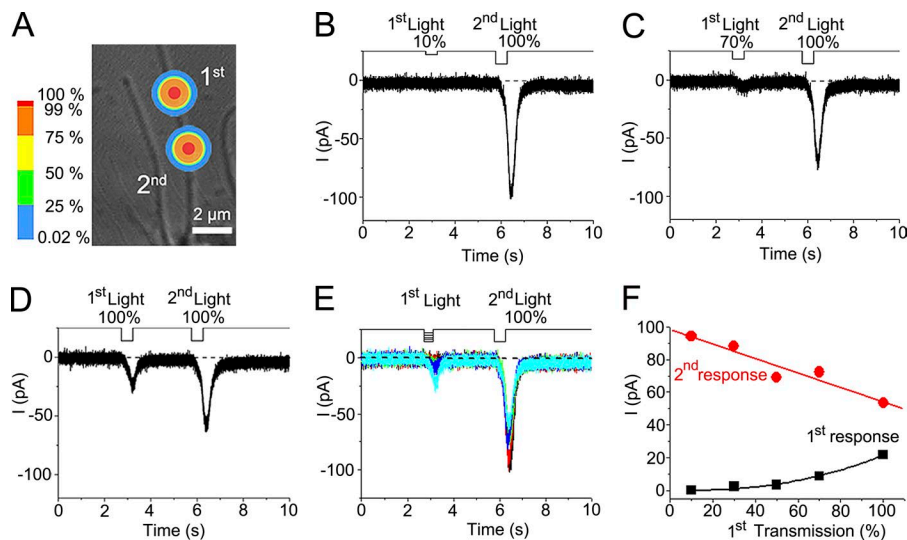 A
100 %
99 %
75 %
50 %
25 %
0.02 %
1st
2nd
2 μm
B
1st Light
10%
2nd Light
100%
I (pA)
0
-50
-100
0 2 4 6 8 10
Time (s)
C
1st Light
70%
2nd Light
100%
I (pA)
0
-50
-100
0 2 4 6 8 10
Time (s)
D
1st Light
100%
2nd Light
100%
I (pA)
0
-50
-100
0 2 4 6 8 10
Time (s)
E
1st Light
2nd Light
100%
I (pA)
0
-50
-100
0 2 4 6 8 10
Time (s)
F
I (pA)
100
80
60
40
20
0
2nd response
1st response
0 20 40 60 80 100
1st Transmission (%)